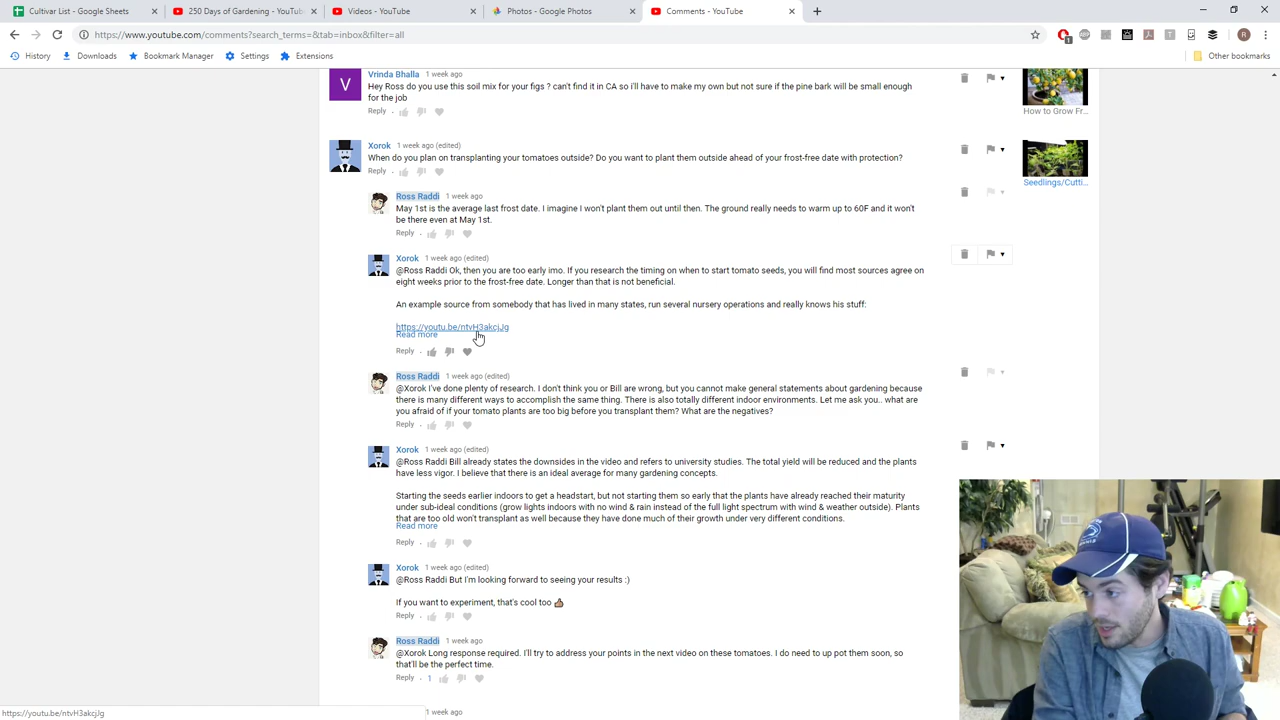 Cultivar List - Google Sheets
250 Days of Gardening - YouTub
Videos - YouTube
Photos - Google Photos
Comments - YouTube
https://www.youtube.com/comments?search_terms=&tab=inbox&filter=all
R
History
Downloads
Bookmark Manager
Settings
Extensions
Other bookmarks
V
Vrinda Bhalla 1 week ago
Hey Ross do you use this soil mix for your figs ? can't find it in CA so i'll have to make my own but not sure if the pine bark will be small enough
for the job
Reply
How to Grow Fr...
Xorok 1 week ago (edited)
When do you plan on transplanting your tomatoes outside? Do you want to plant them outside ahead of your frost-free date with protection?
Reply
Seedlings/Cutti...
Ross Raddi 1 week ago
May 1st is the average last frost date. I imagine I won't plant them out until then. The ground really needs to warm up to 60F and it won't
be there even at May 1st.
Reply
Xorok 1 week ago (edited)
@Ross Raddi Ok, then you are too early imo. If you research the timing on when to start tomato seeds, you will find most sources agree on
eight weeks prior to the frost-free date. Longer than that is not beneficial.
An example source from somebody that has lived in many states, run several nursery operations and really knows his stuff:
https://youtu.be/ntvH3akcjJg
Read more
Reply
Ross Raddi 1 week ago (edited)
@Xorok I've done plenty of research. I don't think you or Bill are wrong, but you cannot make general statements about gardening because
there is many different ways to accomplish the same thing. There is also totally different indoor environments. Let me ask you.. what are
you afraid of if your tomato plants are too big before you transplant them? What are the negatives?
Reply
Xorok 1 week ago (edited)
@Ross Raddi Bill already states the downsides in the video and refers to university studies. The total yield will be reduced and the plants
have less vigor. I believe that there is an ideal average for many gardening concepts.
Starting the seeds earlier indoors to get a headstart, but not starting them so early that the plants have already reached their maturity
under sub-ideal conditions (grow lights indoors with no wind & rain instead of the full light spectrum with wind & weather outside). Plants
that are too old won't transplant as well because they have done much of their growth under very different conditions.
Read more
Reply
Xorok 1 week ago (edited)
@Ross Raddi But I'm looking forward to seeing your results :)
If you want to experiment, that's cool too 👍
Reply
Ross Raddi 1 week ago
@Xorok Long response required. I'll try to address your points in the next video on these tomatoes. I do need to up pot them soon, so
that'll be the perfect time.
Reply 1
1 week ago
https://youtu.be/ntvH3akcjJg